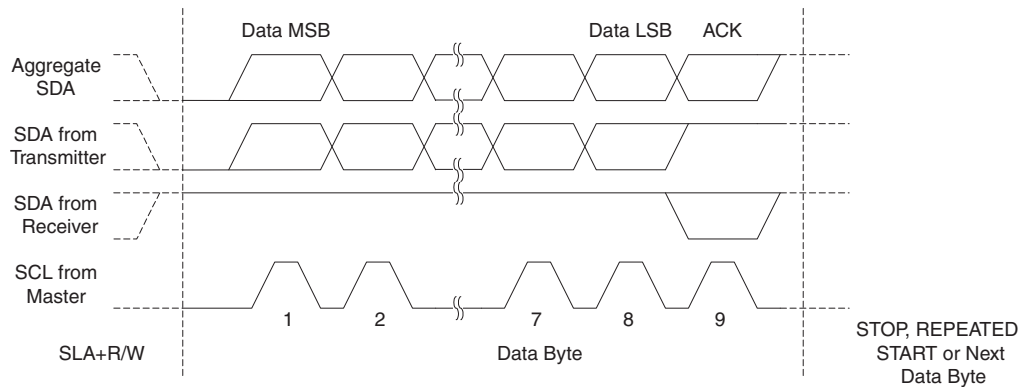 Data MSB
Data LSB
ACK
Aggregate
SDA
SDA from
Transmitter
SDA from
Receiver
SCL from
Master
1
2
7
8
9
SLA+R/W
Data Byte
STOP, REPEATED
START or Next
Data Byte